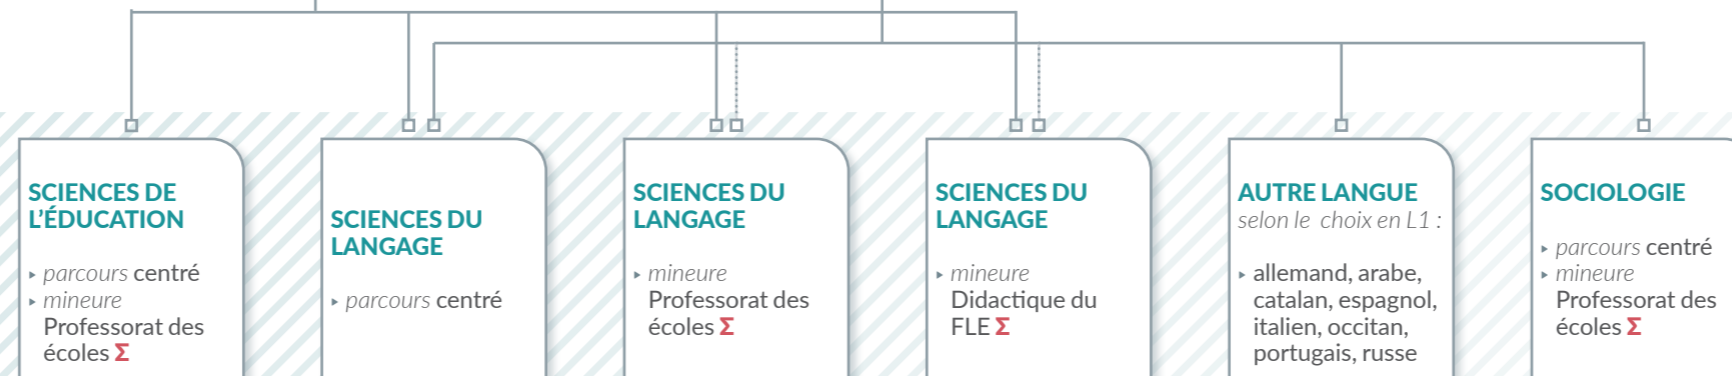 SCIENCES DE
L'ÉDUCATION
▸ parcours centré
▸ mineure
Professorat des
écoles Σ
SCIENCES DU
LANGAGE
▸ parcours centré
SCIENCES DU
LANGAGE
▸ mineure
Professorat des
écoles Σ
SCIENCES DU
LANGAGE
▸ mineure
Didactique du
FLE Σ
AUTRE LANGUE
selon le choix en L1 :
▸ allemand, arabe,
catalan, espagnol,
italien, occitan,
portugais, russe
SOCIOLOGIE
▸ parcours centré
▸ mineure
Professorat des
écoles Σ